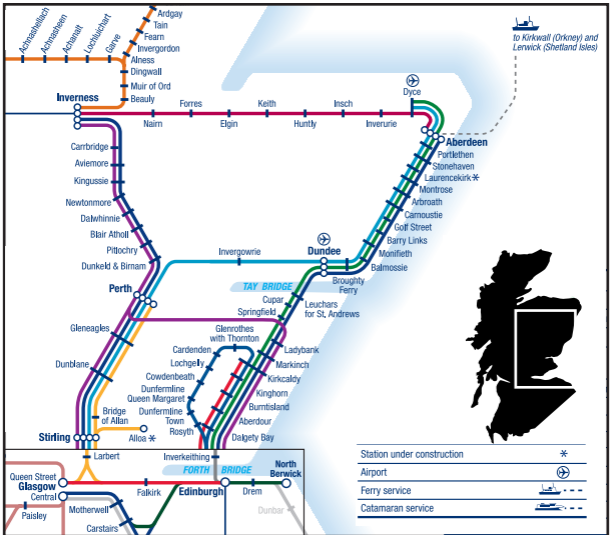 Achnashellach
Achnasheen
Achanalt
Lochluichart
Garve
Ardgay
Tain
Fearn
Invergordon
Alness
Dingwall
Muir of Ord
Beauly
to Kirkwall (Orkney) and
Lerwick (Shetland Isles)
Inverness
Nairn
Forres
Elgin
Keith
Huntly
Insch
Inverurie
Dyce
Aberdeen
Portlethen
Stonehaven
Laurencekirk*
Montrose
Arbroath
Carnoustie
Golf Street
Barry Links
Monifieth
Balmossie
Broughty
Ferry
Dundee
Invergowrie
Carrbridge
Aviemore
Kingussie
Newtonmore
Dalwhinnie
Blair Atholl
Pitlochry
Dunkeld & Birnam
Perth
TAY BRIDGE
Cupar
Leuchars
for St. Andrews
Springfield
Gleneagles
Dunblane
Glenrothes
with Thornton
Cardenden
Lochgelly
Cowdenbeath
Dunfermline
Queen Margaret
Dunfermline
Town
Rosyth
Ladybank
Markinch
Kirkcaldy
Kinghorn
Burntisland
Aberdour
Dalgety Bay
Bridge
of Allan
Stirling
Alloa *
Larbert
Inverkeithing
FORTH BRIDGE
North
Berwick
Queen Street
Glasgow
Central
Falkirk
Edinburgh
Drem
Dunbar
Paisley
Motherwell
Carstairs
Station under construction *
Airport
Ferry service
Catamaran service